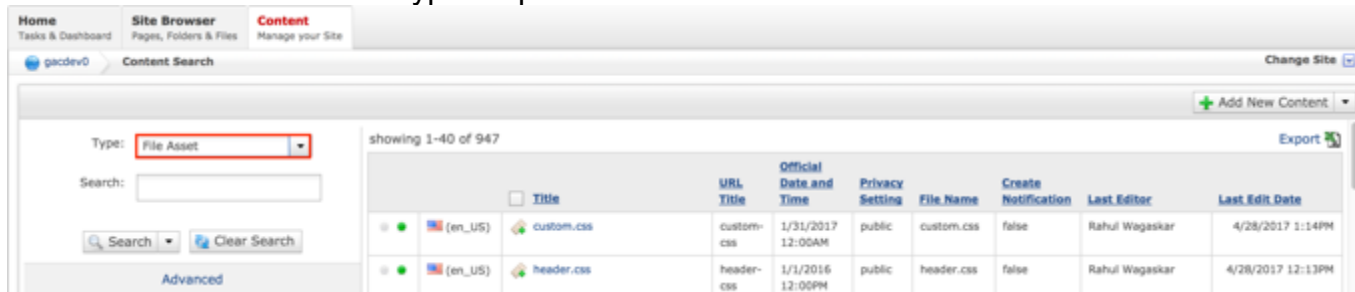 Home Site Browser Content
Tasks & Dashboard Pages, Folders & Files Manage your Site
gacdev0 Content Search Change Site
Add New Content
Type: File Asset
showing 1-40 of 947 Export
Search:
Title URL Title Official Date and Time Privacy Setting File Name Create Notification Last Editor Last Edit Date
(en_US) custom.css custom-css 1/31/2017 12:00AM public custom.css false Rahul Wagaskar 4/28/2017 1:14PM
Search Clear Search
(en_US) header.css header-css 1/1/2016 12:00PM public header.css false Rahul Wagaskar 4/28/2017 12:13PM
Advanced